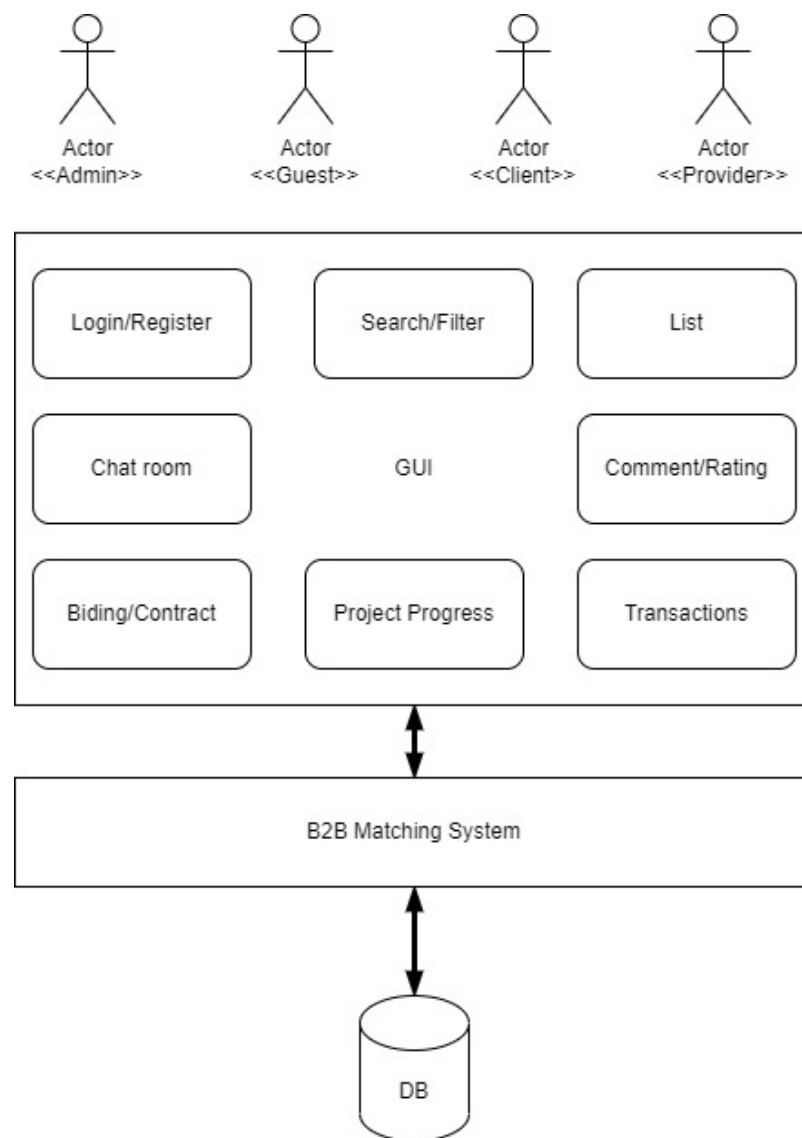 Actor
<<Admin>>
Actor
<<Guest>>
Actor
<<Client>>
Actor
<<Provider>>
Login/Register
Search/Filter
List
Chat room
GUI
Comment/Rating
Biding/Contract
Project Progress
Transactions
B2B Matching System
DB